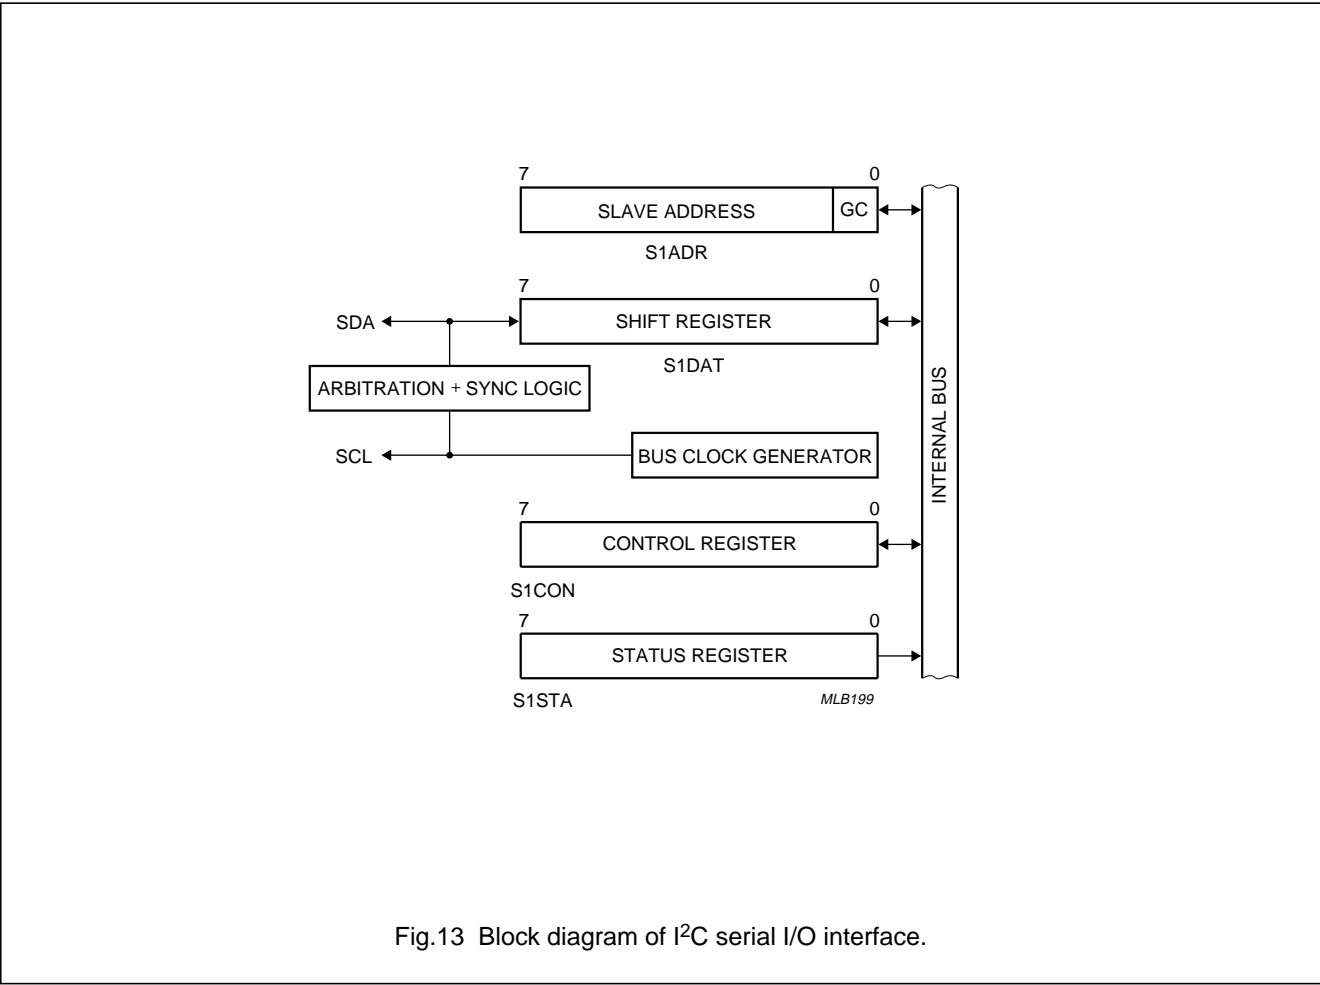 7 0
SLAVE ADDRESS GC
S1ADR
7 0
SDA SHIFT REGISTER
S1DAT
ARBITRATION + SYNC LOGIC
SCL BUS CLOCK GENERATOR
INTERNAL BUS
7 0
CONTROL REGISTER
S1CON
7 0
STATUS REGISTER
S1STA MLB199
Fig.13 Block diagram of I²C serial I/O interface.